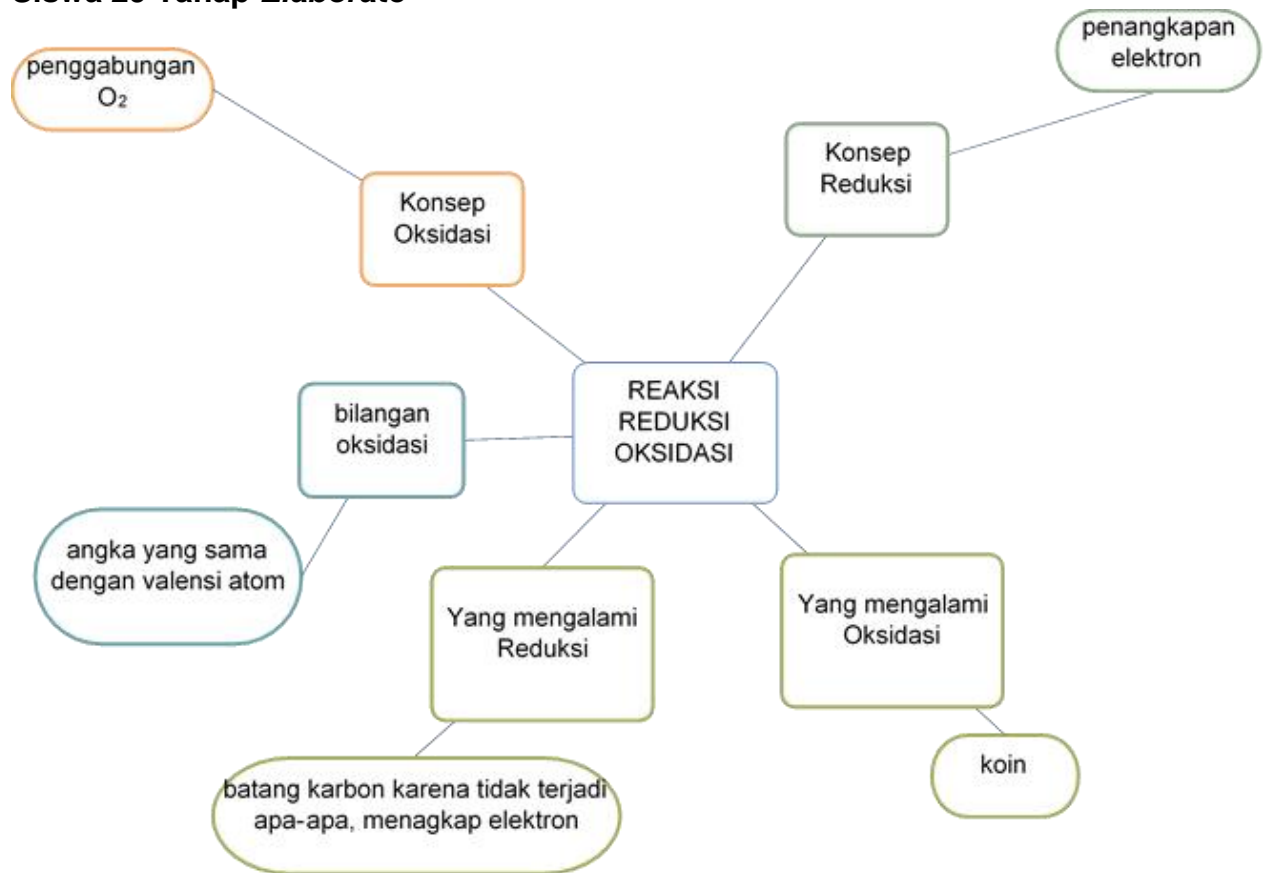 penggabungan
O₂
penangkapan
elektron
Konsep
Reduksi
Konsep
Oksidasi
REAKSI
REDUKSI
OKSIDASI
bilangan
oksidasi
angka yang sama
dengan valensi atom
Yang mengalami
Reduksi
Yang mengalami
Oksidasi
batang karbon karena tidak terjadi
apa-apa, menagkap elektron
koin